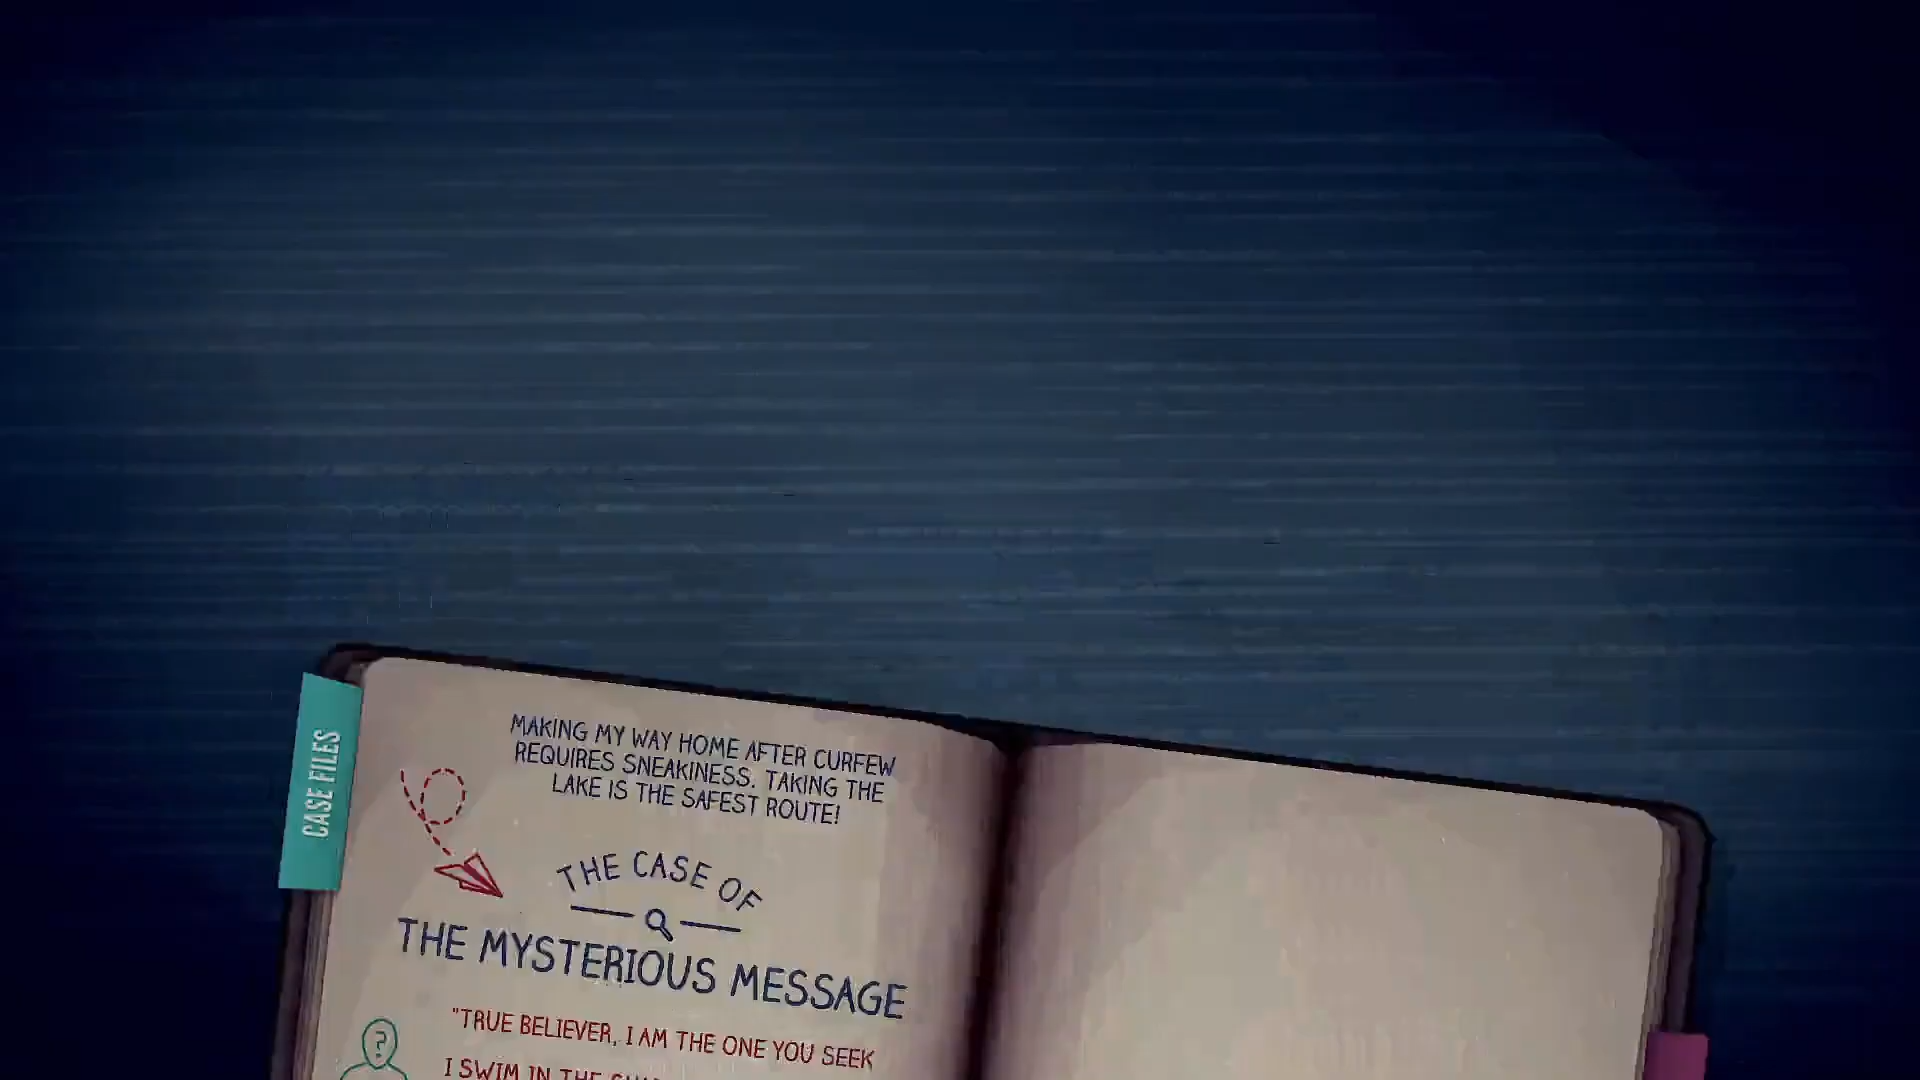 CASE FILES
MAKING MY WAY HOME AFTER CURFEW
REQUIRES SNEAKINESS. TAKING THE
LAKE IS THE SAFEST ROUTE!
THE CASE OF
THE MYSTERIOUS MESSAGE
"TRUE BELIEVER, I AM THE ONE YOU SEEK
I SWIM IN THE